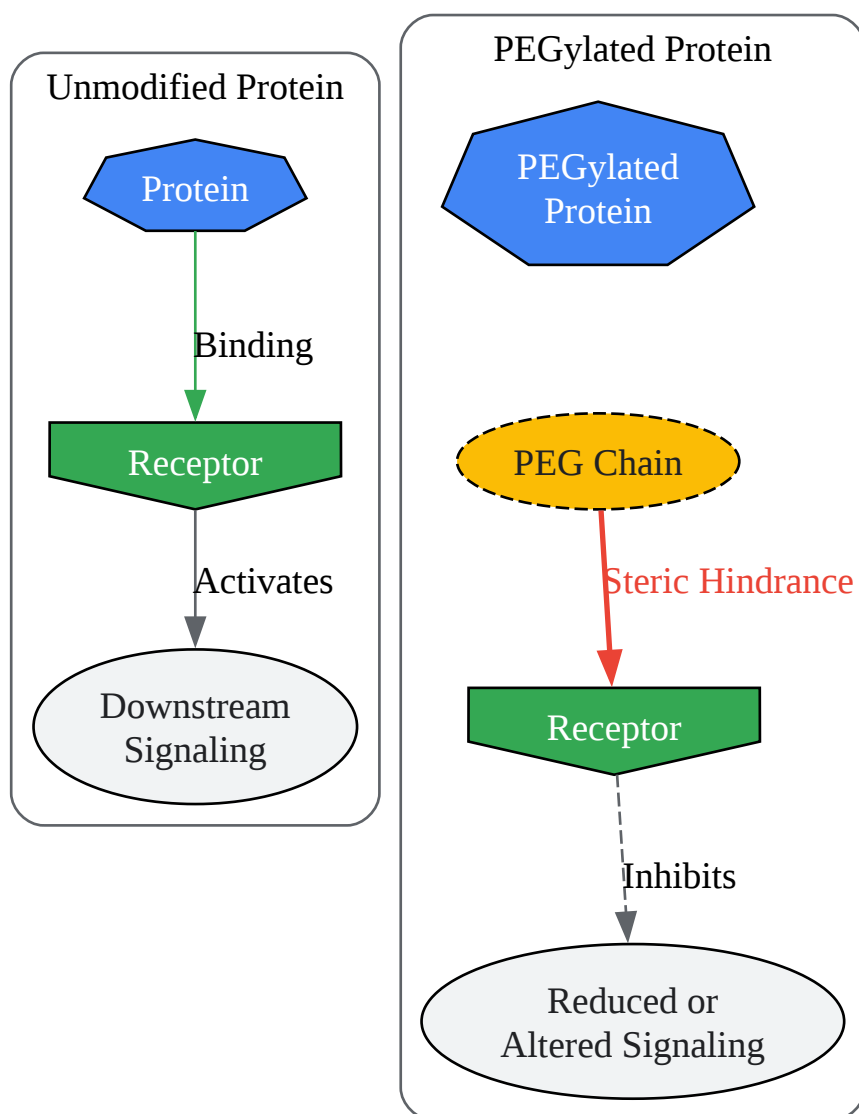 Unmodified Protein
Protein
Binding
Receptor
Activates
Downstream
Signaling
PEGylated Protein
PEGylated
Protein
PEG Chain
Steric Hindrance
Receptor
Inhibits
Reduced or
Altered Signaling